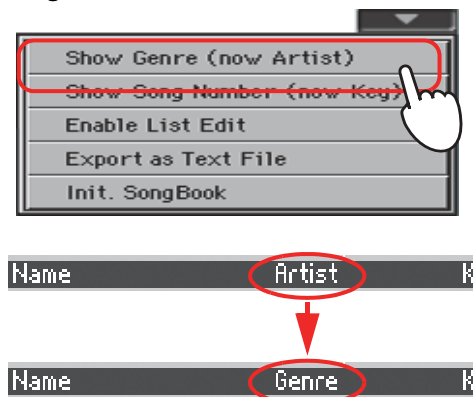 Show Genre (now Artist)
Show Song Number (now Key)
Enable List Edit
Export as Text File
Init. SongBook
Name Artist K
Name Genre K